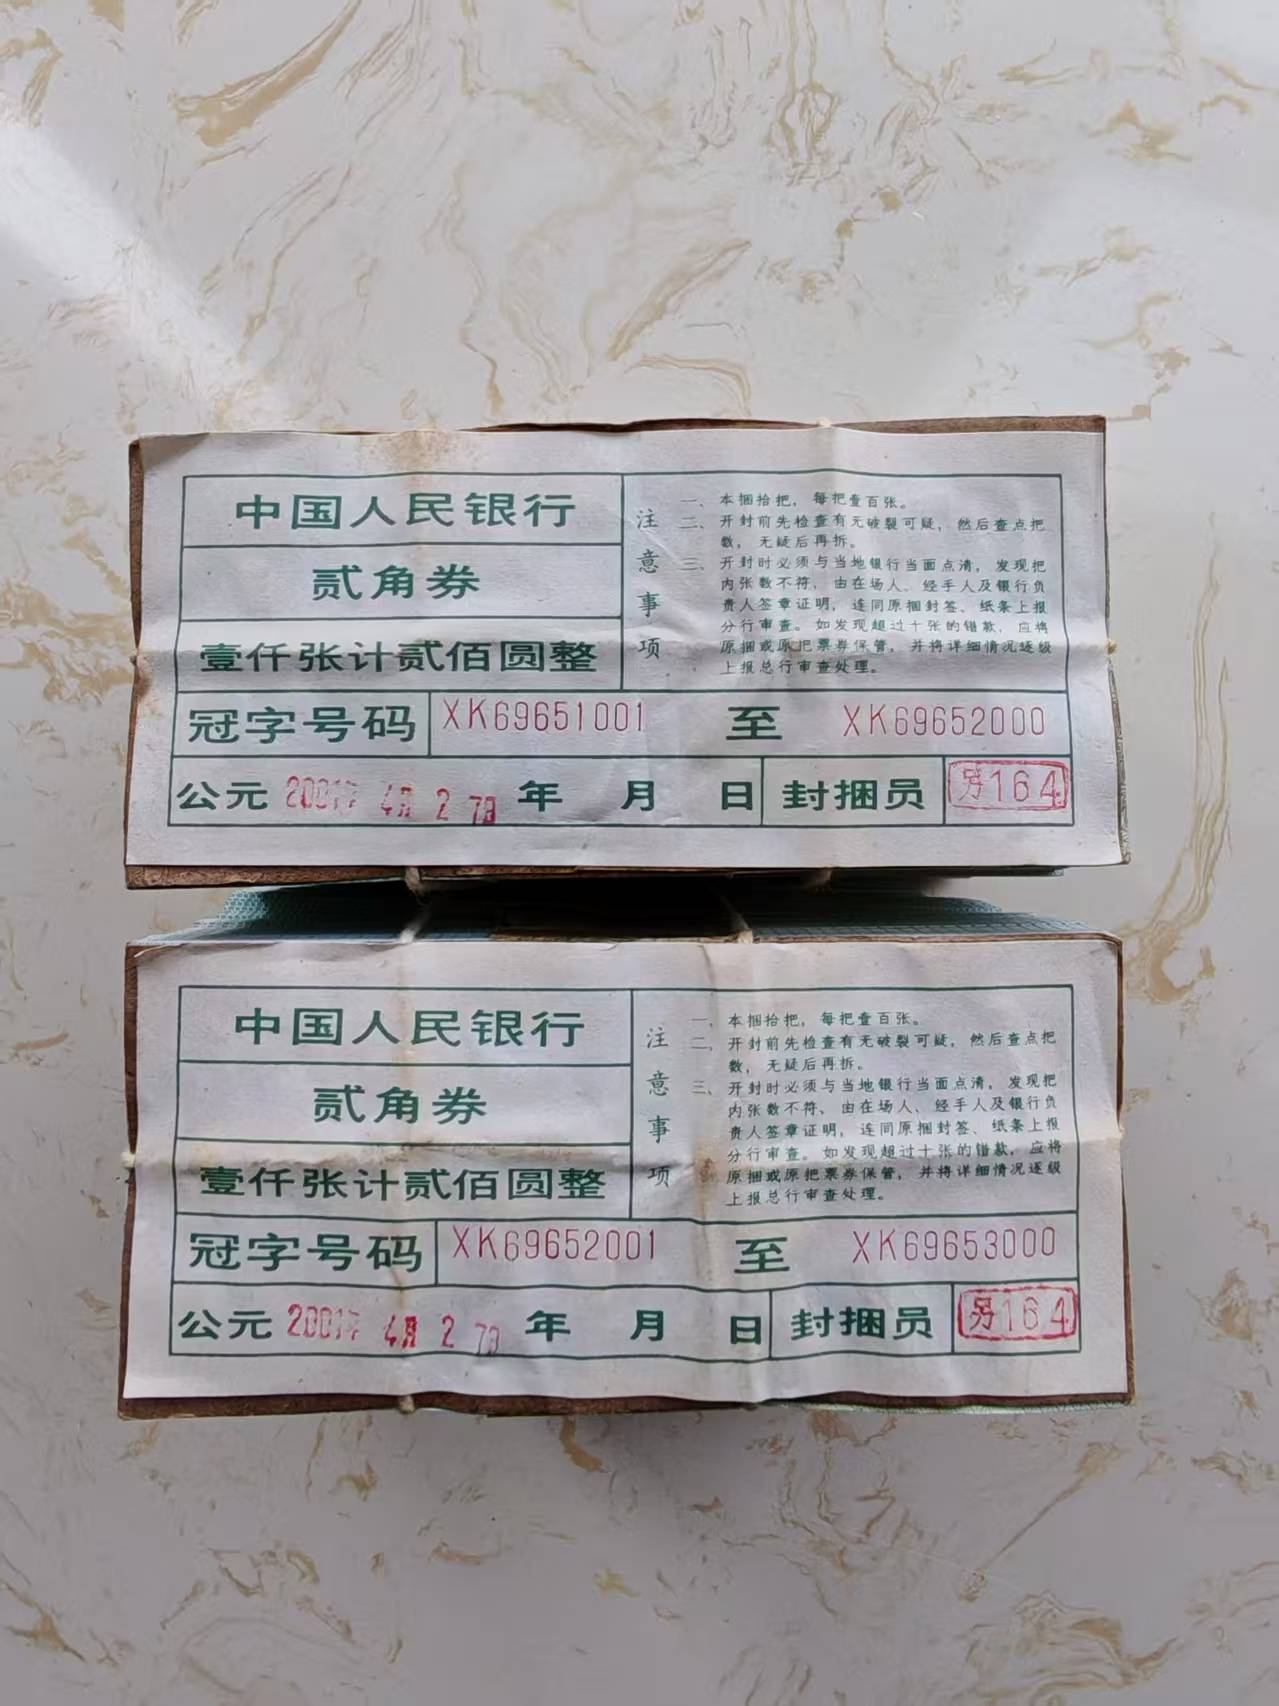 中国人民银行
贰角券
壹仟张计贰佰圆整
注意事项
一、本捆拾把，每把壹百张。
二、开封前先检查有无破裂可疑，然后查点把
数，无疑后再拆。
三、开封时必须与当地银行当面点清，发现把
内张数不符，由在场人、经手人及银行负
责人签章证明，连同原捆封签、纸条上报
分行审查。如发现超过十张的错款，应将
原捆或原把票券保管，并将详细情况逐级
上报总行审查处理。
冠字号码 XK69651001 至 XK69652000
公元 2001年 4月 2 7日 年 月 日 封捆员 另164
中国人民银行
贰角券
壹仟张计贰佰圆整
注意事项
一、本捆拾把，每把壹百张。
二、开封前先检查有无破裂可疑，然后查点把
数，无疑后再拆。
三、开封时必须与当地银行当面点清，发现把
内张数不符、由在场人、经手人及银行负
责人签章证明，连同原捆封签、纸条上报
分行审查。如发现超过十张的错款，应将
原捆或原把票券保管，并将详细情况逐级
上报总行审查处理。
冠字号码 XK69652001 至 XK69653000
公元 2001年 4月 2 7日 年 月 日 封捆员 另164